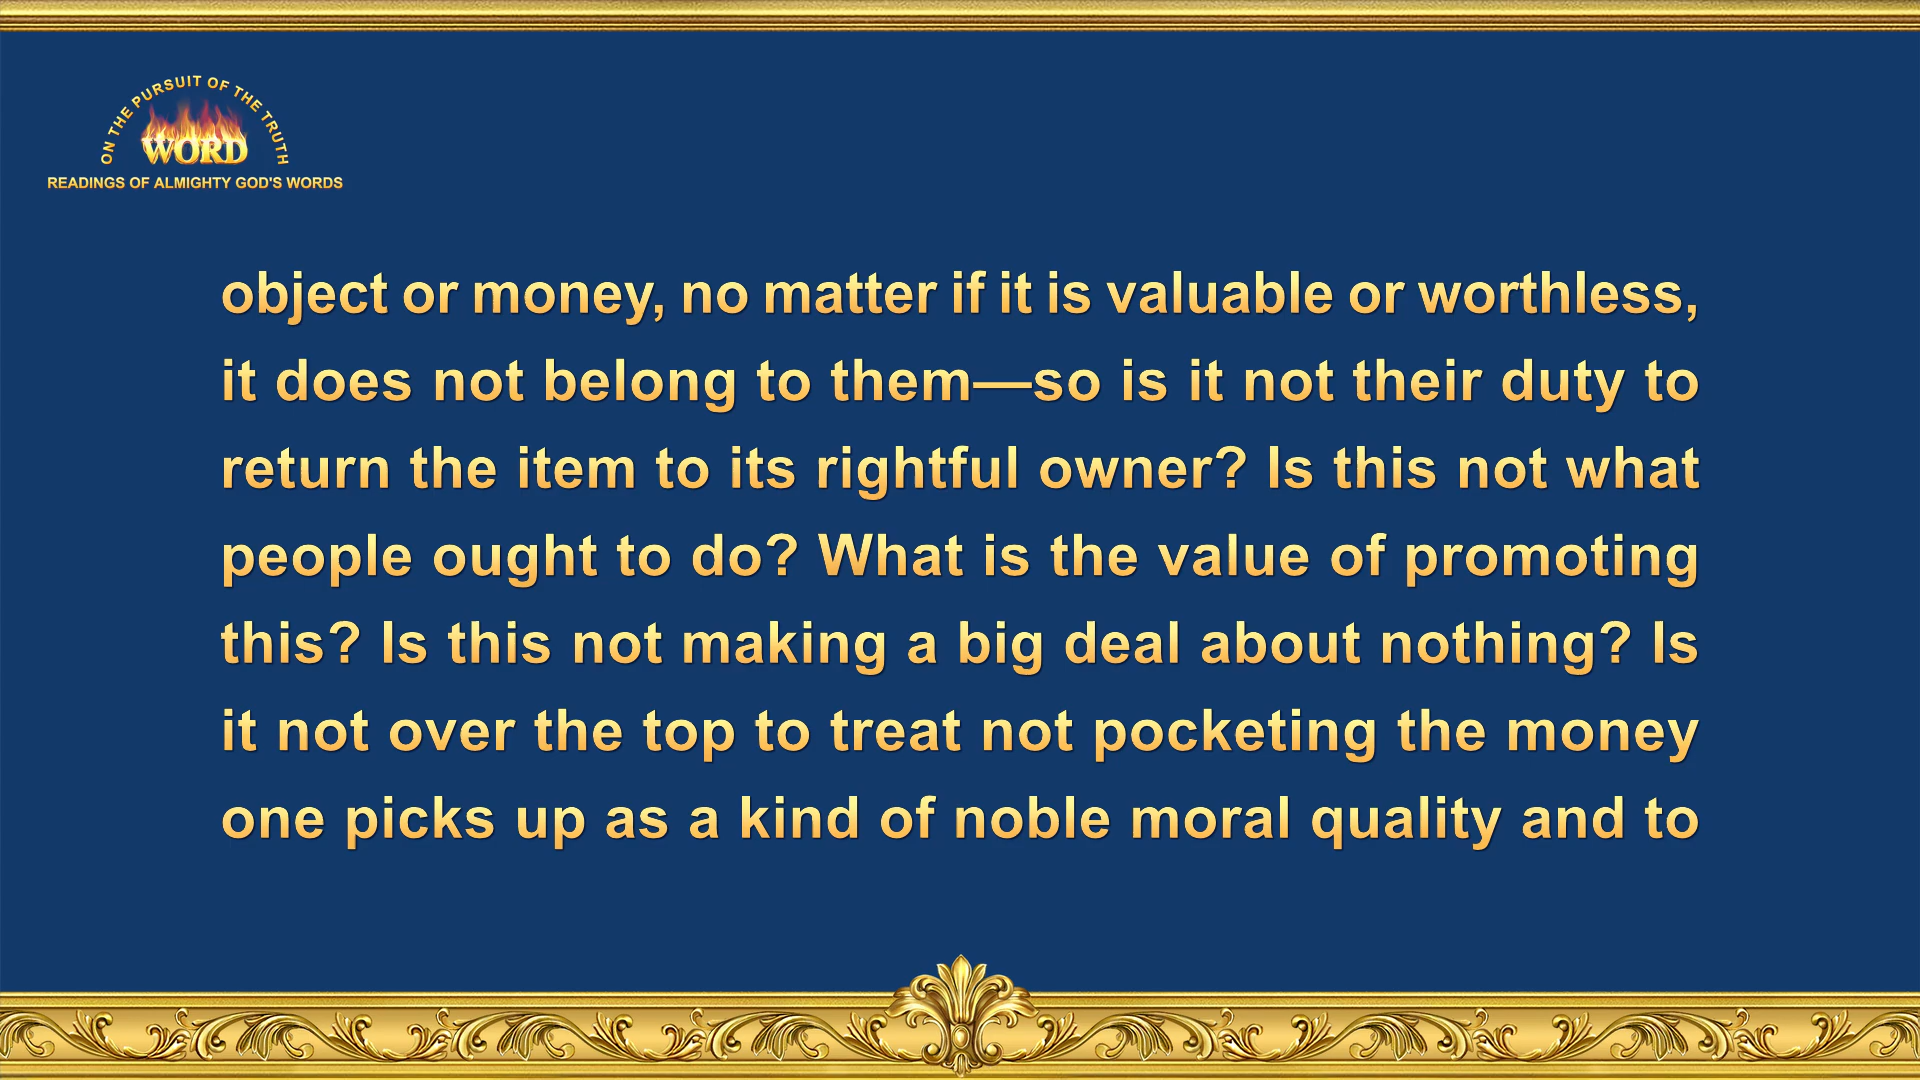 ON THE PURSUIT OF THE TRUTH
WORD
READINGS OF ALMIGHTY GOD'S WORDS
object or money, no matter if it is valuable or worthless,
it does not belong to them—so is it not their duty to
return the item to its rightful owner? Is this not what
people ought to do? What is the value of promoting
this? Is this not making a big deal about nothing? Is
it not over the top to treat not pocketing the money
one picks up as a kind of noble moral quality and to